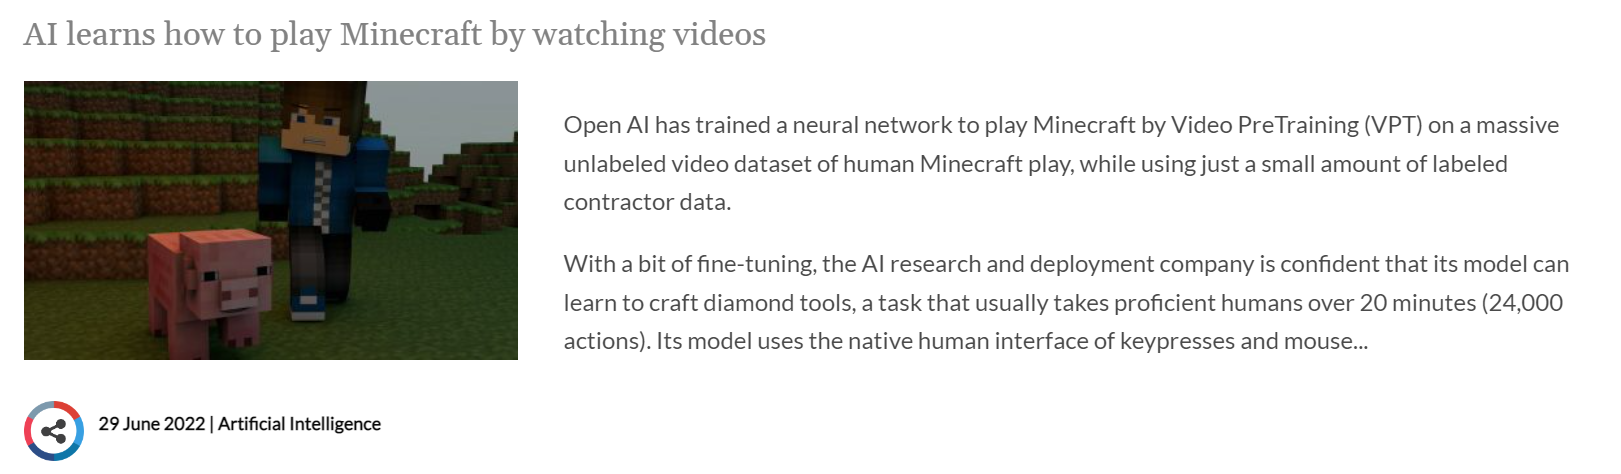 AI learns how to play Minecraft by watching videos
Open AI has trained a neural network to play Minecraft by Video PreTraining (VPT) on a massive
unlabeled video dataset of human Minecraft play, while using just a small amount of labeled
contractor data.
With a bit of fine-tuning, the AI research and deployment company is confident that its model can
learn to craft diamond tools, a task that usually takes proficient humans over 20 minutes (24,000
actions). Its model uses the native human interface of keypresses and mouse...
29 June 2022 | Artificial Intelligence